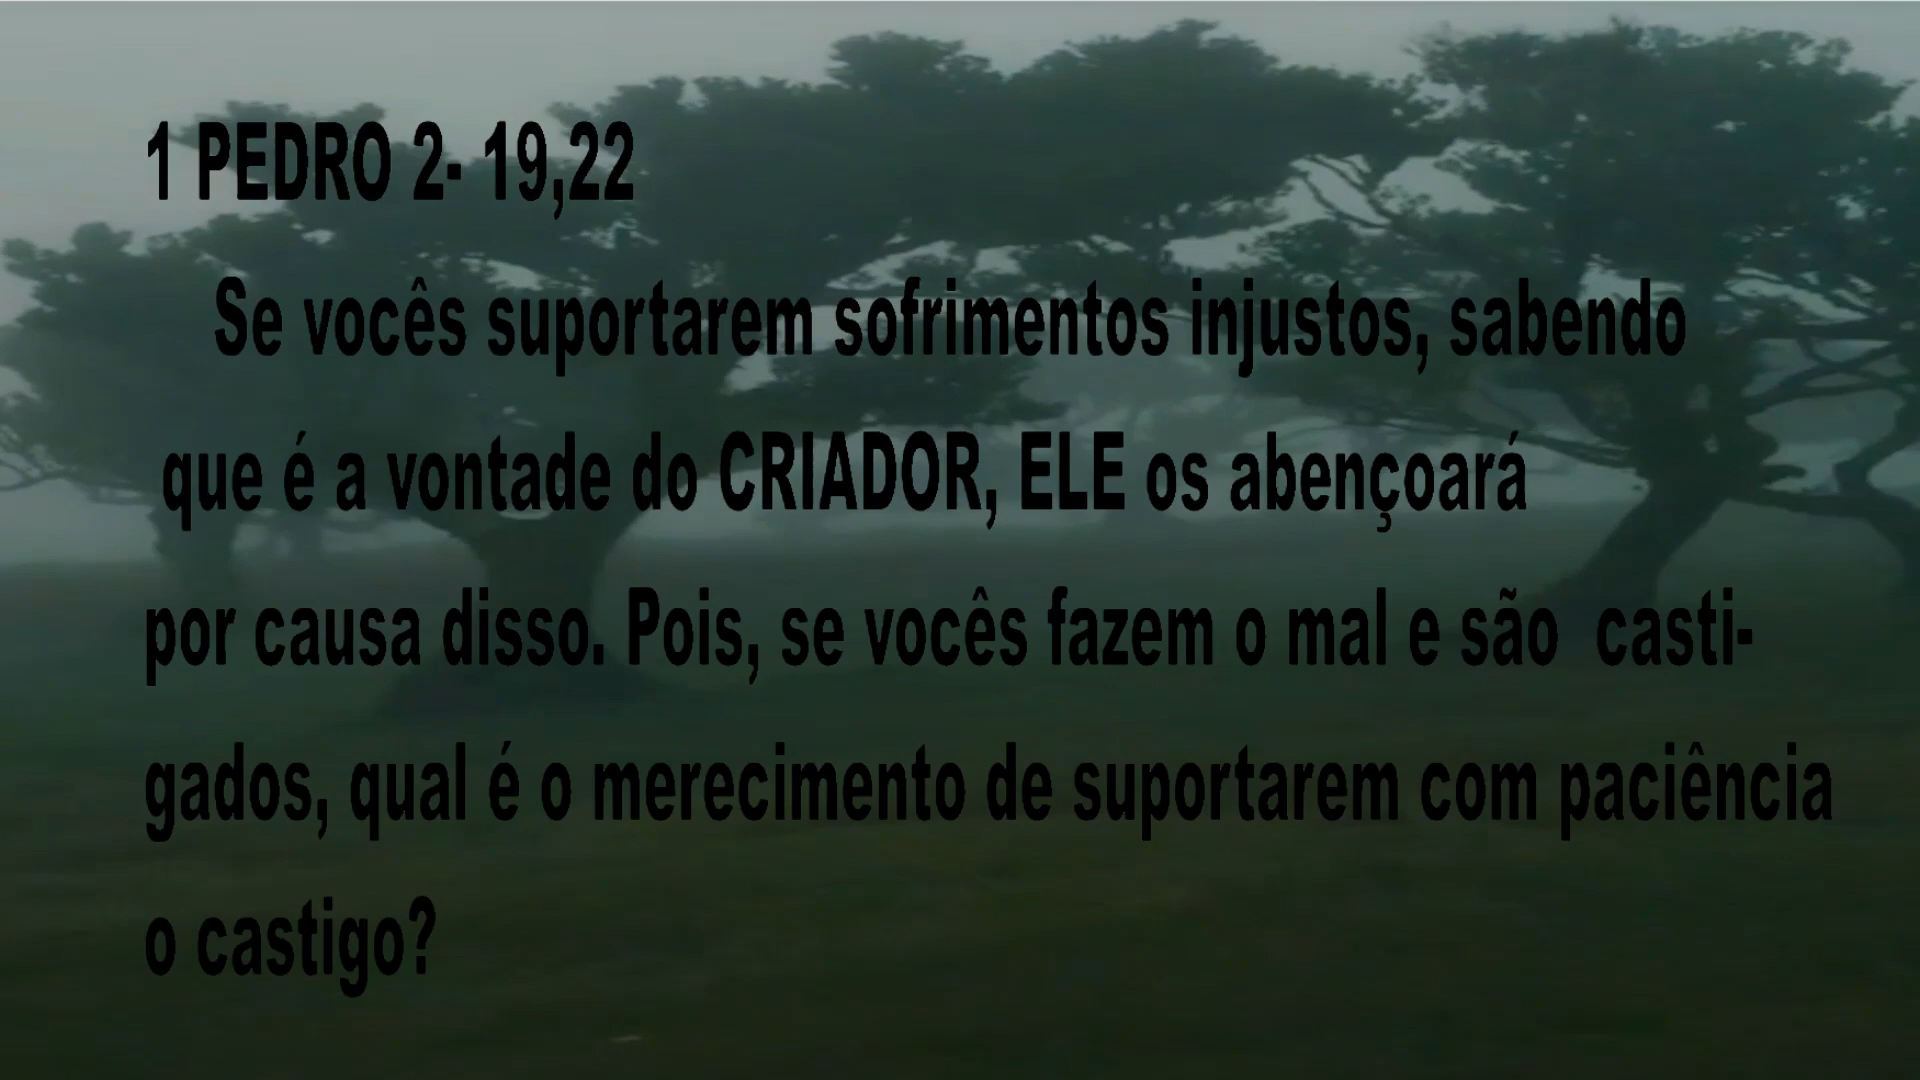 1 PEDRO 2- 19,22
Se vocês suportarem sofrimentos injustos, sabendo
que é a vontade do CRIADOR, ELE os abençoará
por causa disso. Pois, se vocês fazem o mal e são casti-
gados, qual é o merecimento de suportarem com paciência
o castigo?